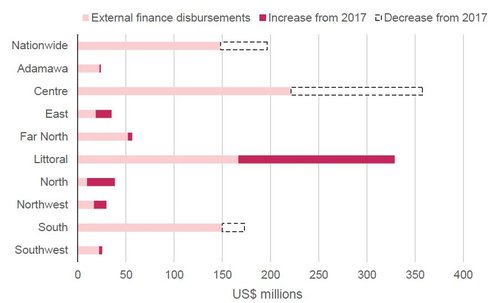 External finance disbursements Increase from 2017 Decrease from 2017
Nationwide
Adamawa
Centre
East
Far North
Littoral
North
Northwest
South
Southwest
0 50 100 150 200 250 300 350 400
US$ millions